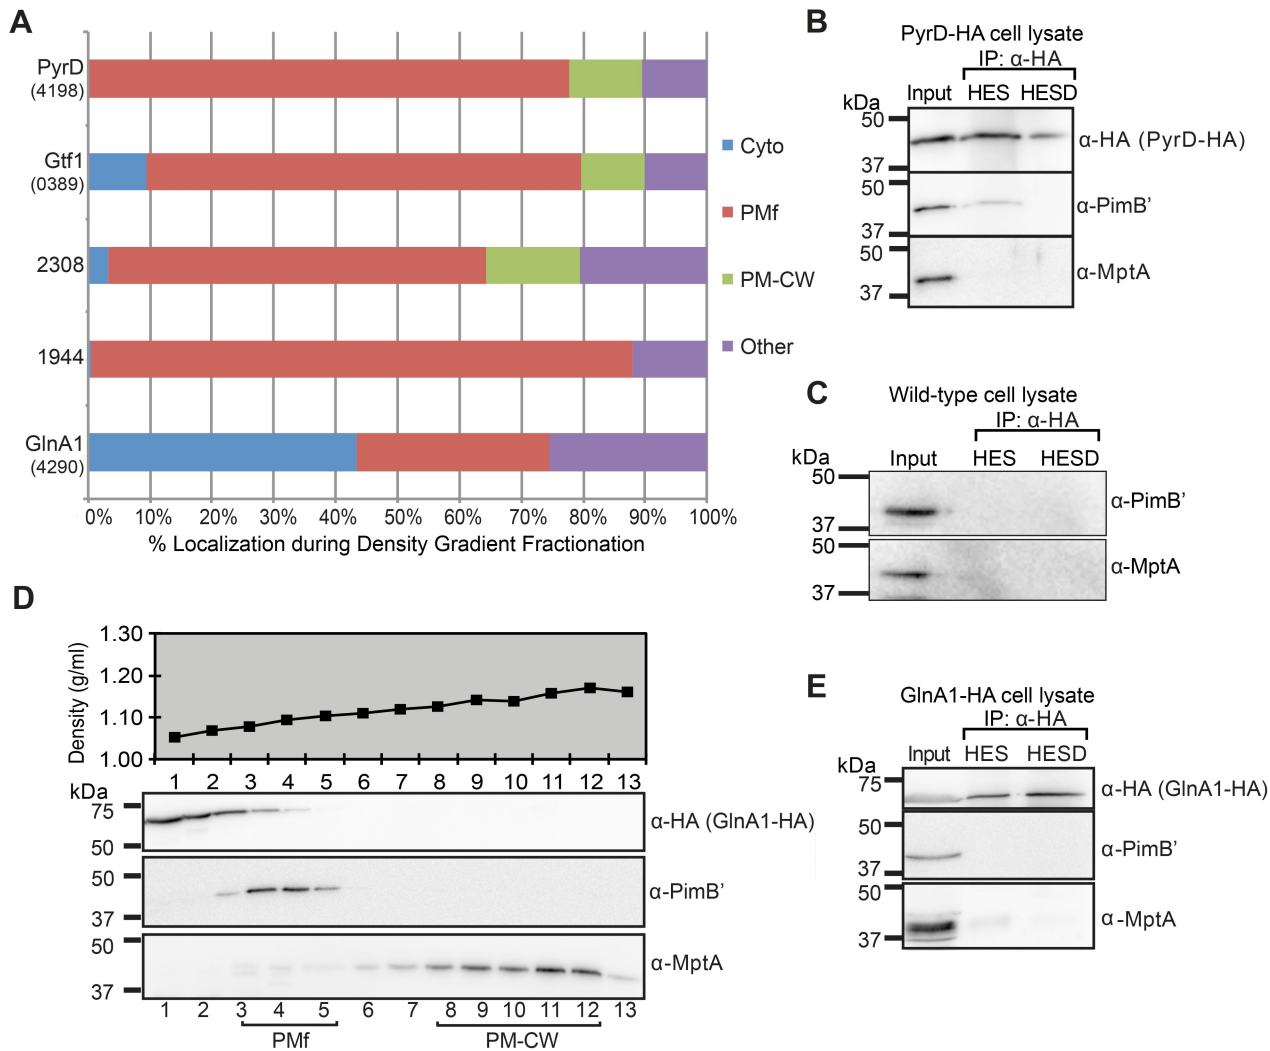 A
PyrD
(4198)
Gtf1
(0389)
2308
1944
GlnA1
(4290)
0% 10% 20% 30% 40% 50% 60% 70% 80% 90% 100%
% Localization during Density Gradient Fractionation
Cyto
PMf
PM-CW
Other
B
PyrD-HA cell lysate
IP: α-HA
kDa Input HES HESD
50
α-HA (PyrD-HA)
37
50
α-PimB’
37
50
α-MptA
37
C
Wild-type cell lysate
IP: α-HA
kDa Input HES HESD
50
α-PimB’
37
50
α-MptA
37
D
Density (g/ml)
1.30
1.20
1.10
1.00
1 2 3 4 5 6 7 8 9 10 11 12 13
kDa
75
α-HA (GlnA1-HA)
50
50
α-PimB’
37
50
α-MptA
37
1 2 3 4 5 6 7 8 9 10 11 12 13
PMf PM-CW
E
GlnA1-HA cell lysate
IP: α-HA
kDa Input HES HESD
75
α-HA (GlnA1-HA)
50
α-PimB’
37
50
α-MptA
37